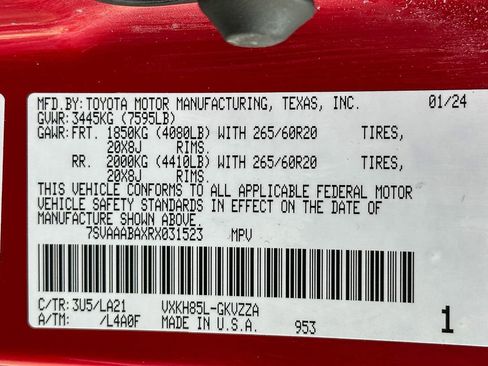 MFD.BY: TOYOTA MOTOR MANUFACTURING, TEXAS, INC. 01/24
GVWR: 3445KG (7595LB)
GAWR: FRT. 1850KG (4080LB) WITH 265/60R20 TIRES,
20X8J RIMS.
RR. 2000KG (4410LB) WITH 265/60R20 TIRES,
20X8J RIMS.
THIS VEHICLE CONFORMS TO ALL APPLICABLE FEDERAL MOTOR
VEHICLE SAFETY STANDARDS IN EFFECT ON THE DATE OF
MANUFACTURE SHOWN ABOVE.
7SVAAABAXRX031523 MPV
C/TR: 3U5/LA21 VXKH85L-GKVZZA
A/TM: /L4A0F MADE IN U.S.A. 953 1